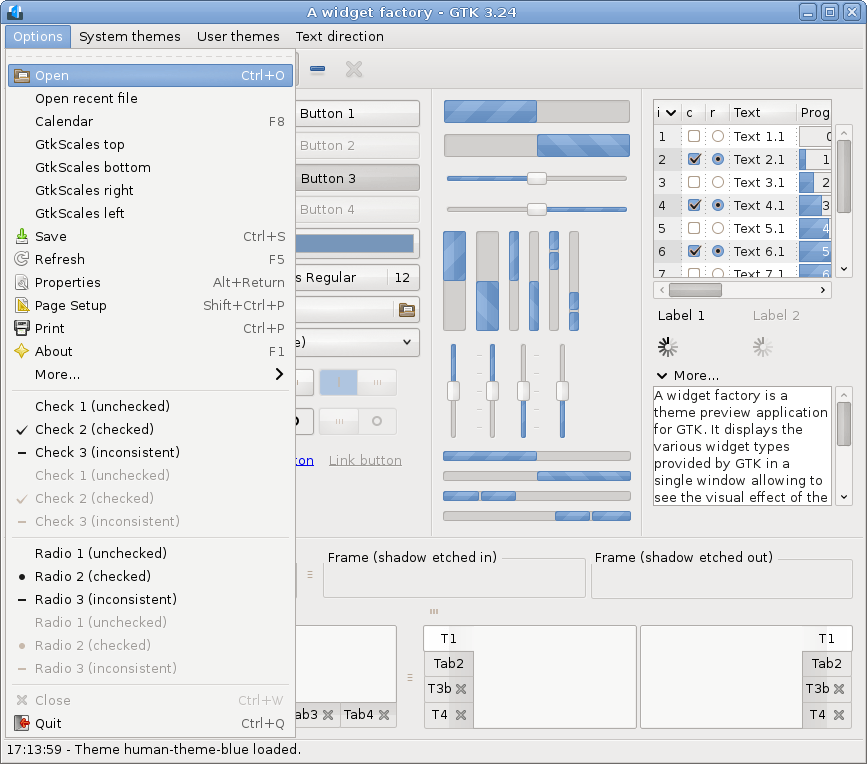 A widget factory - GTK 3.24
Options System themes User themes Text direction
Open Ctrl+O
Open recent file
Calendar F8
GtkScales top
GtkScales bottom
GtkScales right
GtkScales left
Save Ctrl+S
Refresh F5
Properties Alt+Return
Page Setup Shift+Ctrl+P
Print Ctrl+P
About F1
More...
Check 1 (unchecked)
Check 2 (checked)
Check 3 (inconsistent)
Check 1 (unchecked)
Check 2 (checked)
Check 3 (inconsistent)
Radio 1 (unchecked)
Radio 2 (checked)
Radio 3 (inconsistent)
Radio 1 (unchecked)
Radio 2 (checked)
Radio 3 (inconsistent)
Close Ctrl+W
Quit Ctrl+Q
Button 1
Button 2
Button 3
Button 4
s Regular 12
e)
on Link button
i c r Text Prog
1 Text 1.1 0
2 Text 2.1 1
3 Text 3.1 2
4 Text 4.1 3
5 Text 5.1 4
6 Text 6.1 5
7 Text 7.1 6
Label 1 Label 2
More...
A widget factory is a
theme preview application
for GTK. It displays the
various widget types
provided by GTK in a
single window allowing to
see the visual effect of the
Frame (shadow etched in) Frame (shadow etched out)
ab3 Tab4
T1
Tab2
T3b
T4
T1
Tab2
T3b
T4
17:13:59 - Theme human-theme-blue loaded.